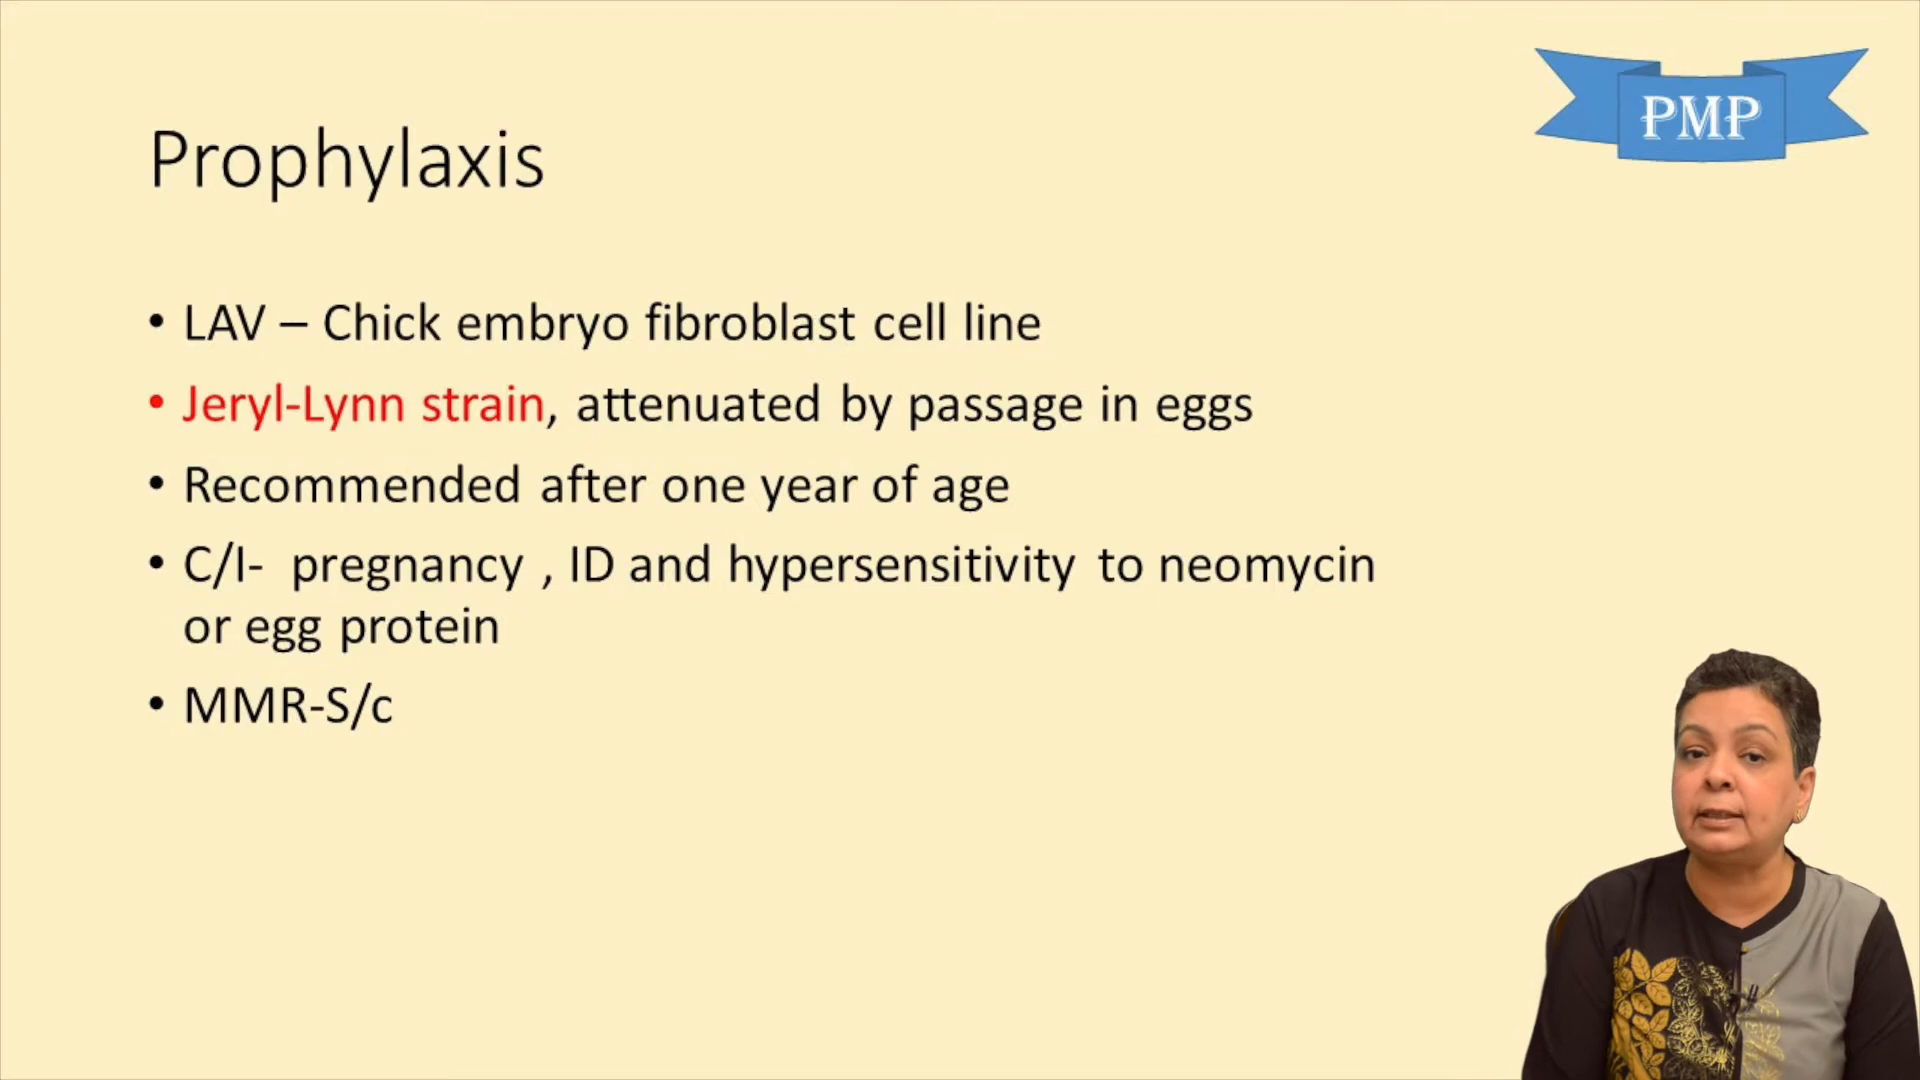 PMP
Prophylaxis
• LAV – Chick embryo fibroblast cell line
• Jeryl-Lynn strain, attenuated by passage in eggs
• Recommended after one year of age
• C/I-  pregnancy , ID and hypersensitivity to neomycin
or egg protein
• MMR-S/c